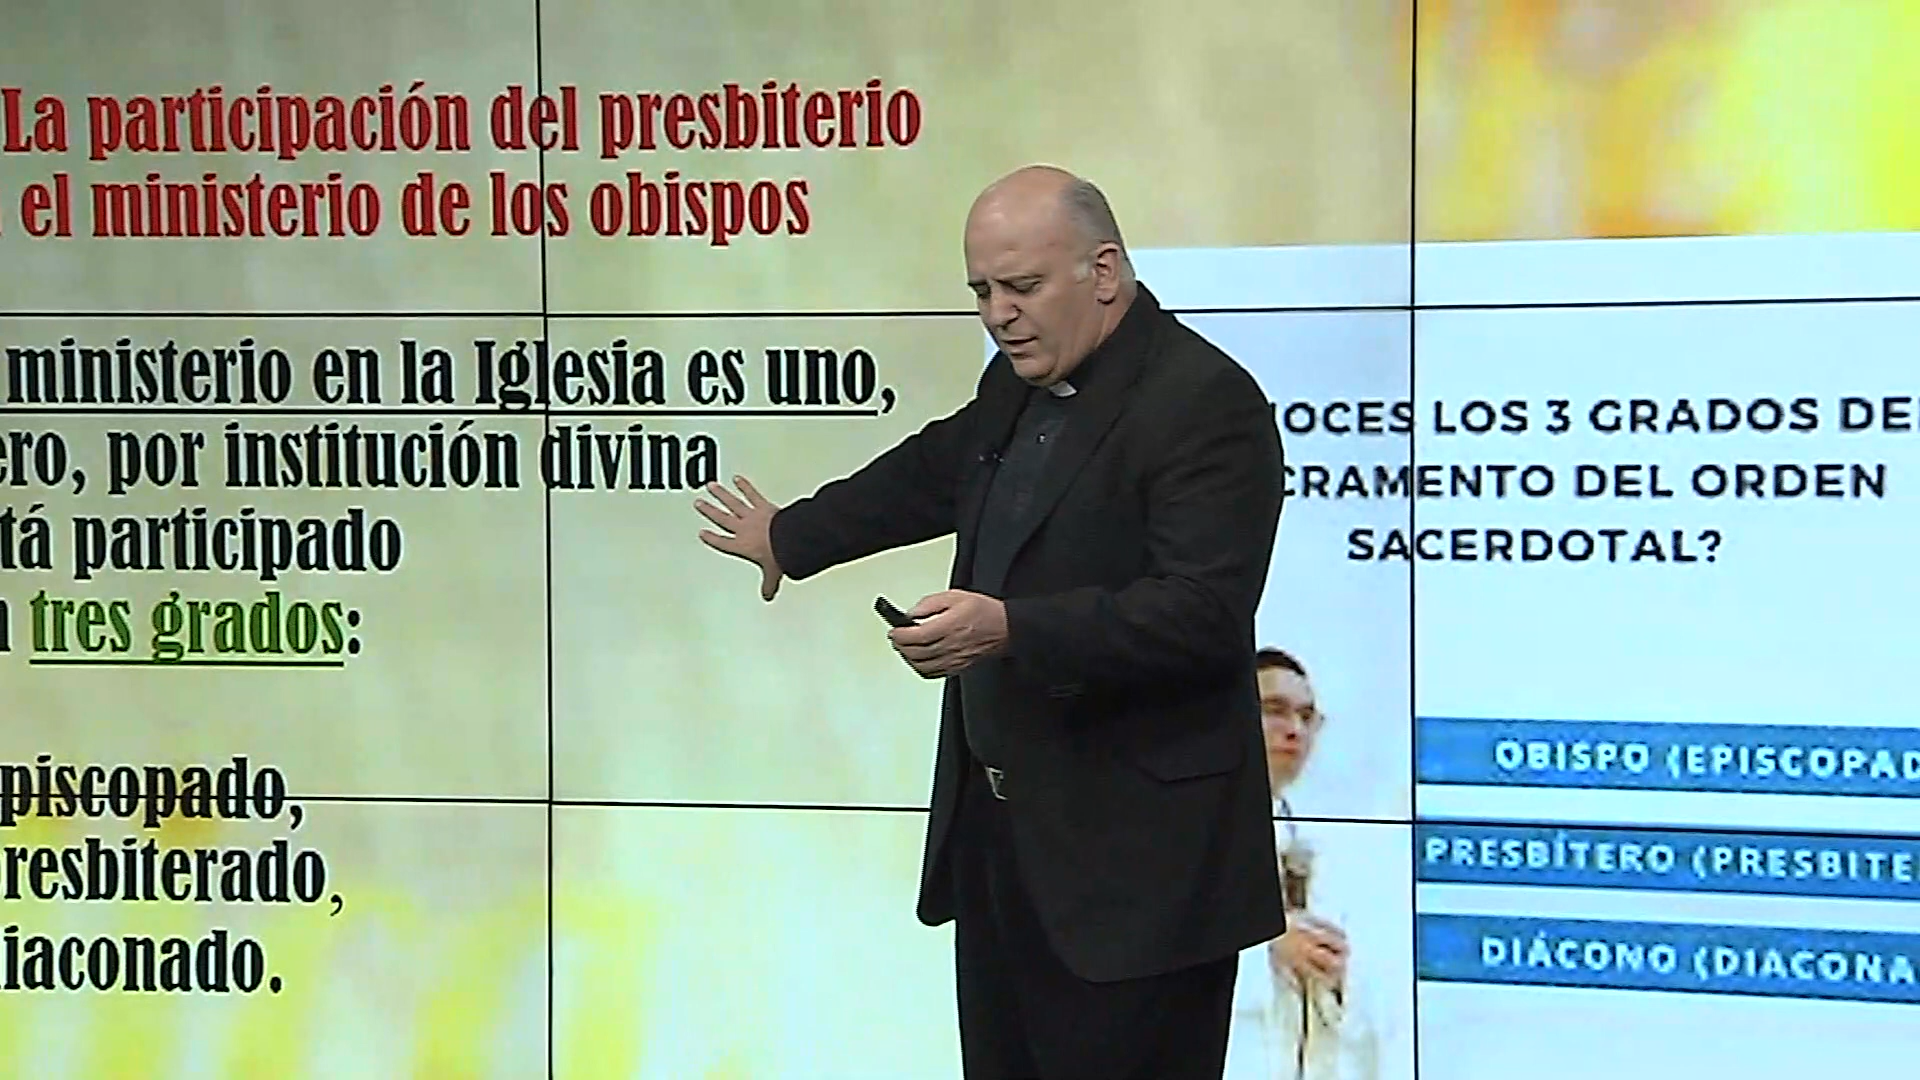 La participación del presbiterio
el ministerio de los obispos
ministerio en la Iglesia es uno,
ero, por institución divina
tá participado
n tres grados:
piscopado,
resbiterado,
iaconado.
OCES LOS 3 GRADOS DE
CRAMENTO DEL ORDEN
SACERDOTAL?
OBISPO (EPISCOPAD
PRESBÍTERO (PRESBITE
DIÁCONO (DIACONA